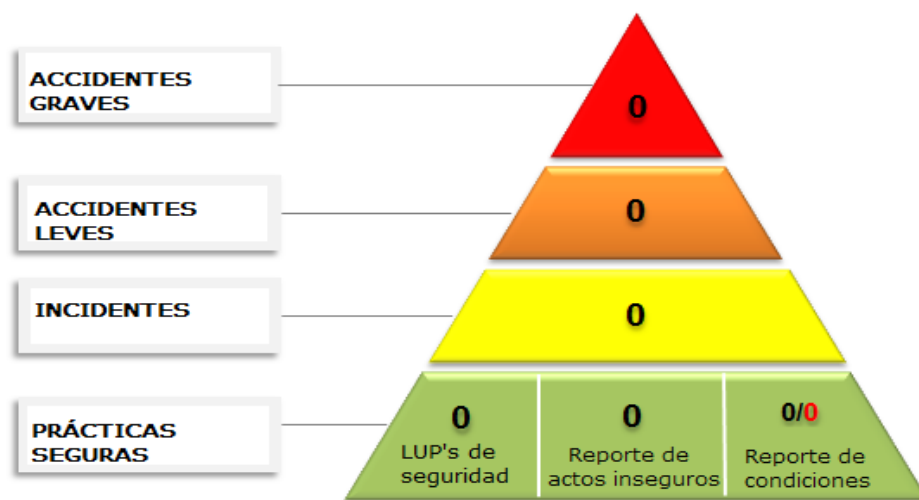 ACCIDENTES
GRAVES
0
ACCIDENTES
LEVES
0
INCIDENTES
0
PRÁCTICAS
SEGURAS
0
LUP's de
seguridad
0
Reporte de
actos inseguros
0/0
Reporte de
condiciones